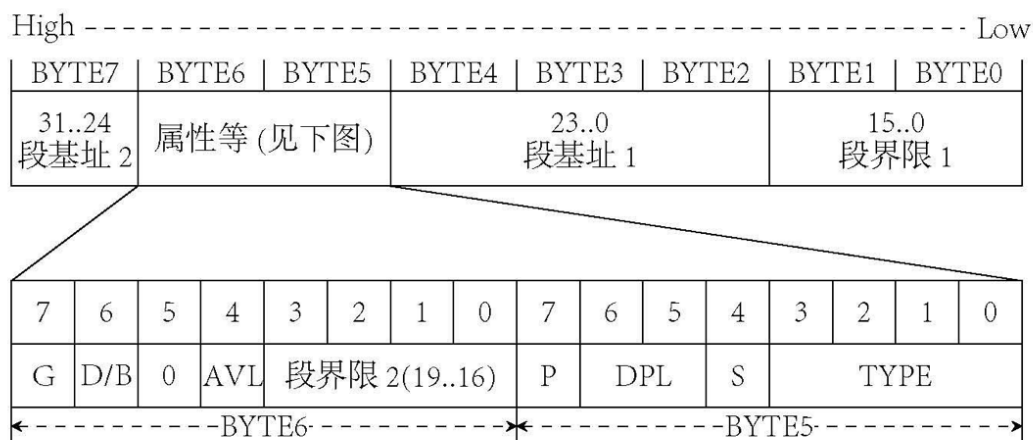 High Low
BYTE7 BYTE6 BYTE5 BYTE4 BYTE3 BYTE2 BYTE1 BYTE0
31..24 23..0 15..0
段基址 2 属性等 (见下图) 段基址 1 段界限 1
7 6 5 4 3 2 1 0 7 6 5 4 3 2 1 0
G D/B 0 AVL 段界限 2(19..16) P DPL S TYPE
BYTE6 BYTE5